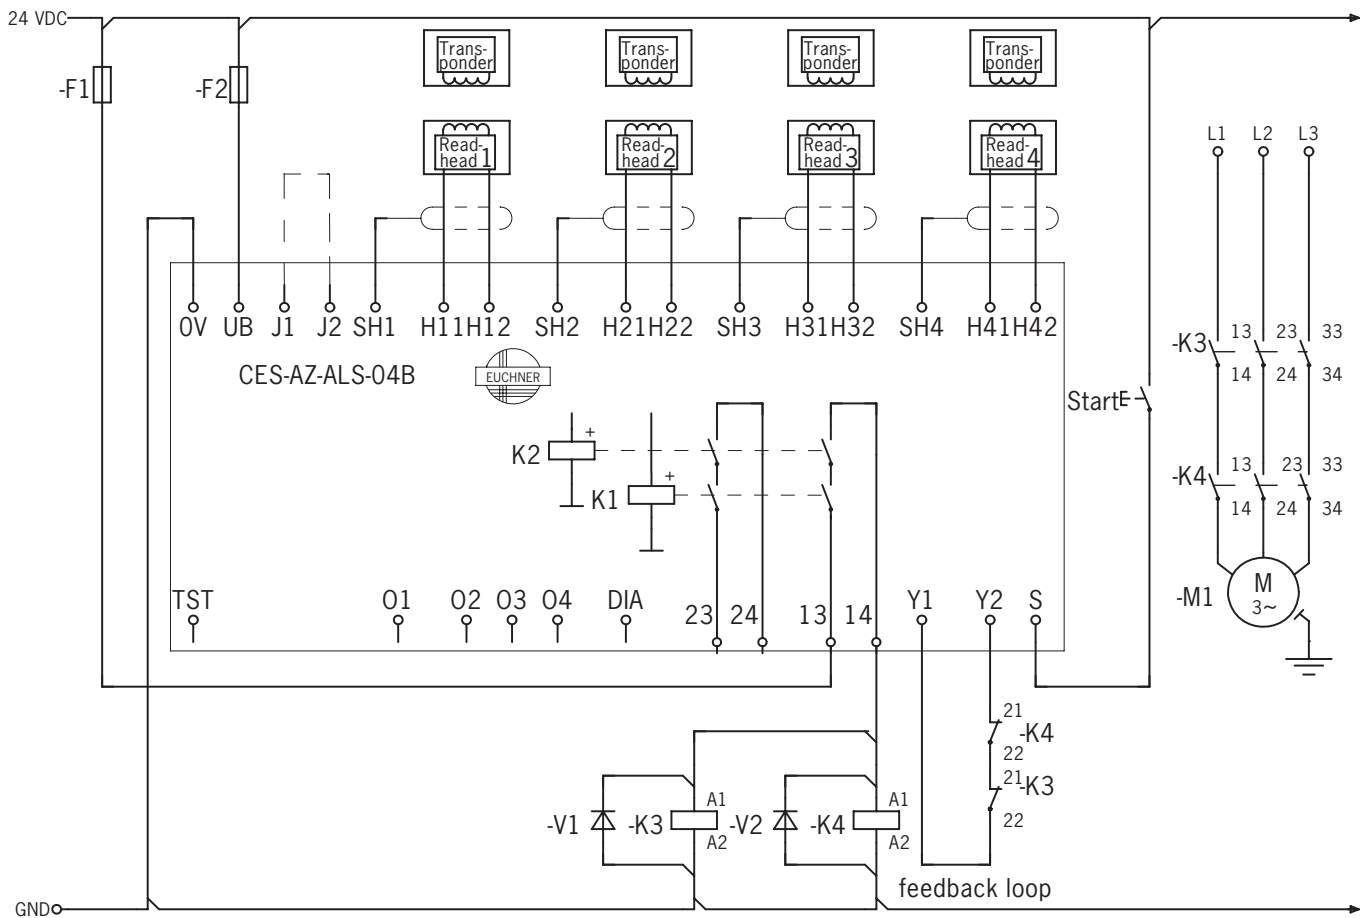 24 VDC
-F1
-F2
Trans-
ponder
Trans-
ponder
Trans-
ponder
Trans-
ponder
Read-
head 1
Read-
head 2
Read-
head 3
Read-
head 4
L1 L2 L3
0V UB J1 J2 SH1 H11 H12 SH2 H21 H22 SH3 H31 H32 SH4 H41 H42
CES-AZ-ALS-04B
EUCHNER
-K3
13 23 33
14 24 34
Start
K2
+
K1
+
-K4
13 23 33
14 24 34
-M1
M
3~
TST O1 O2 O3 O4 DIA 23 24 13 14 Y1 Y2 S
21
-K4
22
21
-K3
22
-V1
-K3
A1
A2
-V2
-K4
A1
A2
feedback loop
GND